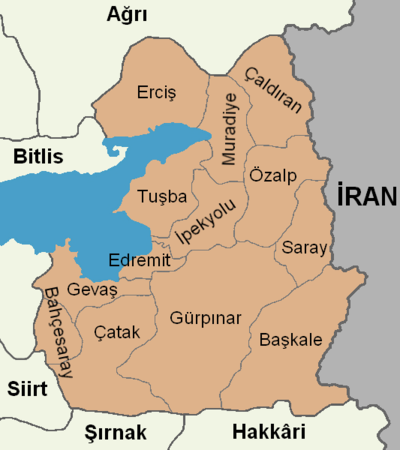 Ağrı
Erciş
Çaldıran
Muradiye
Bitlis
Özalp
Tuşba
İRAN
İpekyolu
Saray
Edremit
Gevaş
Bahçesaray
Gürpınar
Çatak
Başkale
Siirt
Şırnak
Hakkâri